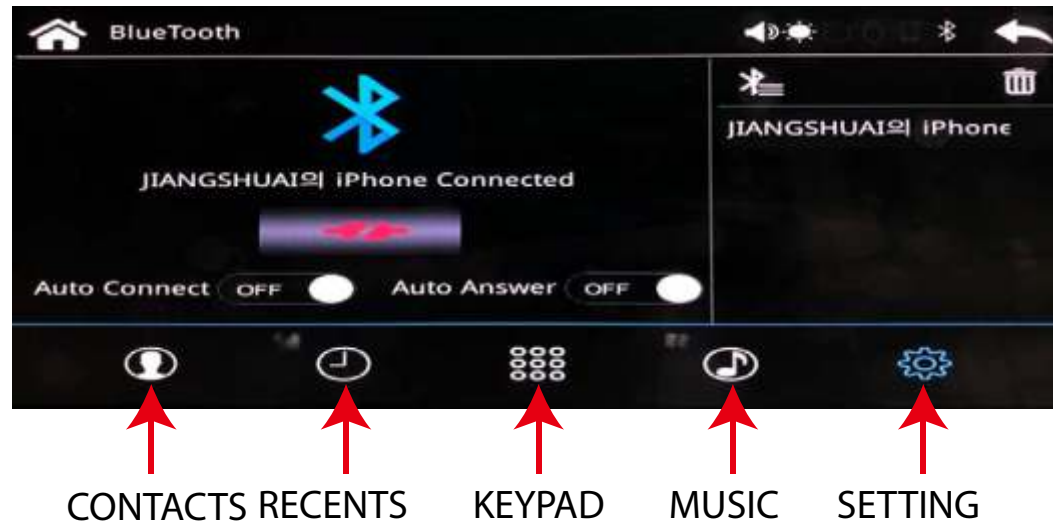 BlueTooth
JIANGSHUAI의 iPhone
JIANGSHUAI의 iPhone Connected
Auto Connect OFF Auto Answer OFF
CONTACTS RECENTS KEYPAD MUSIC SETTING